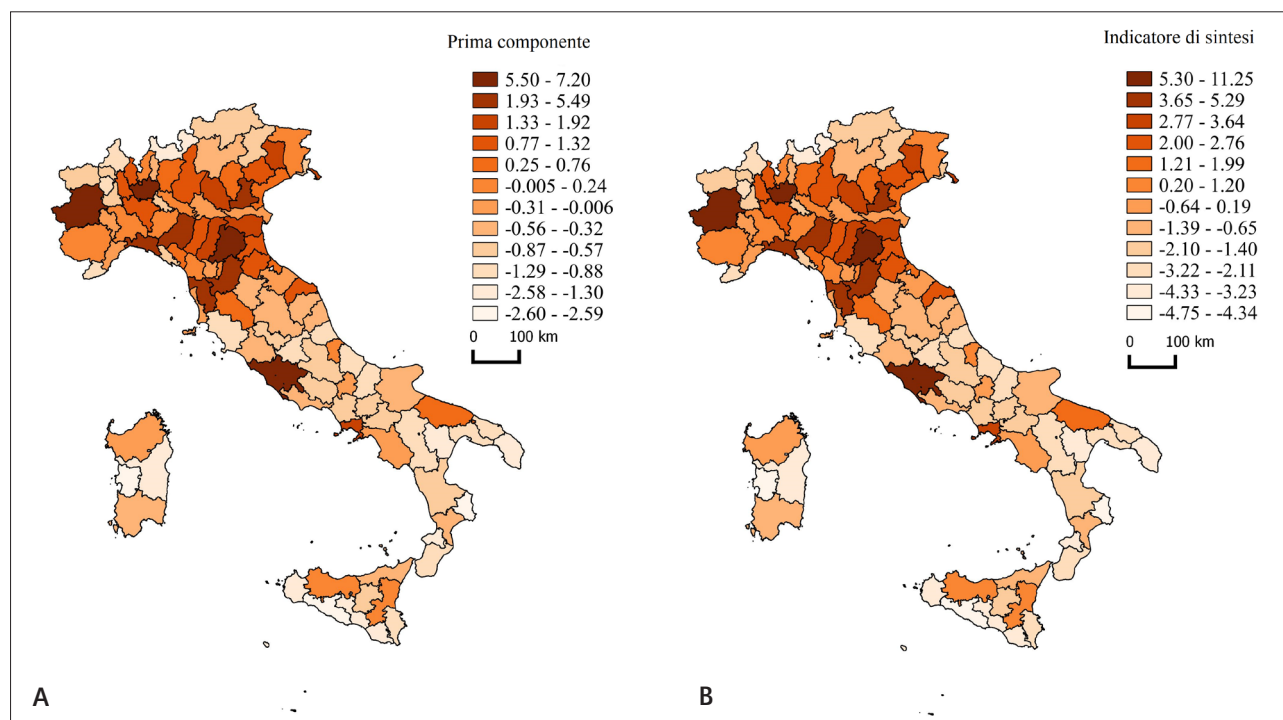 Prima componente
5.50 - 7.20
1.93 - 5.49
1.33 - 1.92
0.77 - 1.32
0.25 - 0.76
-0.005 - 0.24
-0.31 - -0.006
-0.56 - -0.32
-0.87 - -0.57
-1.29 - -0.88
-2.58 - -1.30
-2.60 - -2.59
0 100 km
A
Indicatore di sintesi
5.30 - 11.25
3.65 - 5.29
2.77 - 3.64
2.00 - 2.76
1.21 - 1.99
0.20 - 1.20
-0.64 - 0.19
-1.39 - -0.65
-2.10 - -1.40
-3.22 - -2.11
-4.33 - -3.23
-4.75 - -4.34
0 100 km
B